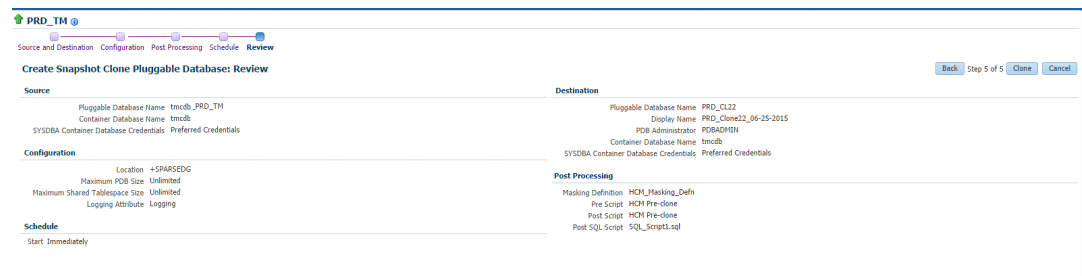 PRD_TM
Source and Destination Configuration Post Processing Schedule Review
Create Snapshot Clone Pluggable Database: Review
Back Step 5 of 5 Clone Cancel
Source
Pluggable Database Name tmcdb_PRD_TM
Container Database Name tmcdb
SYSDBA Container Database Credentials Preferred Credentials
Configuration
Location +SPARSEDG
Maximum PDB Size Unlimited
Maximum Shared Tablespace Size Unlimited
Logging Attribute Logging
Schedule
Start Immediately
Destination
Pluggable Database Name PRD_CL22
Display Name PRD_Clone22_06-25-2015
PDB Administrator PDBADMIN
Container Database Name tmcdb
SYSDBA Container Database Credentials Preferred Credentials
Post Processing
Masking Definition HCM_Masking_Defn
Pre Script HCM Pre-clone
Post Script HCM Pre-clone
Post SQL Script SQL_Script1.sql